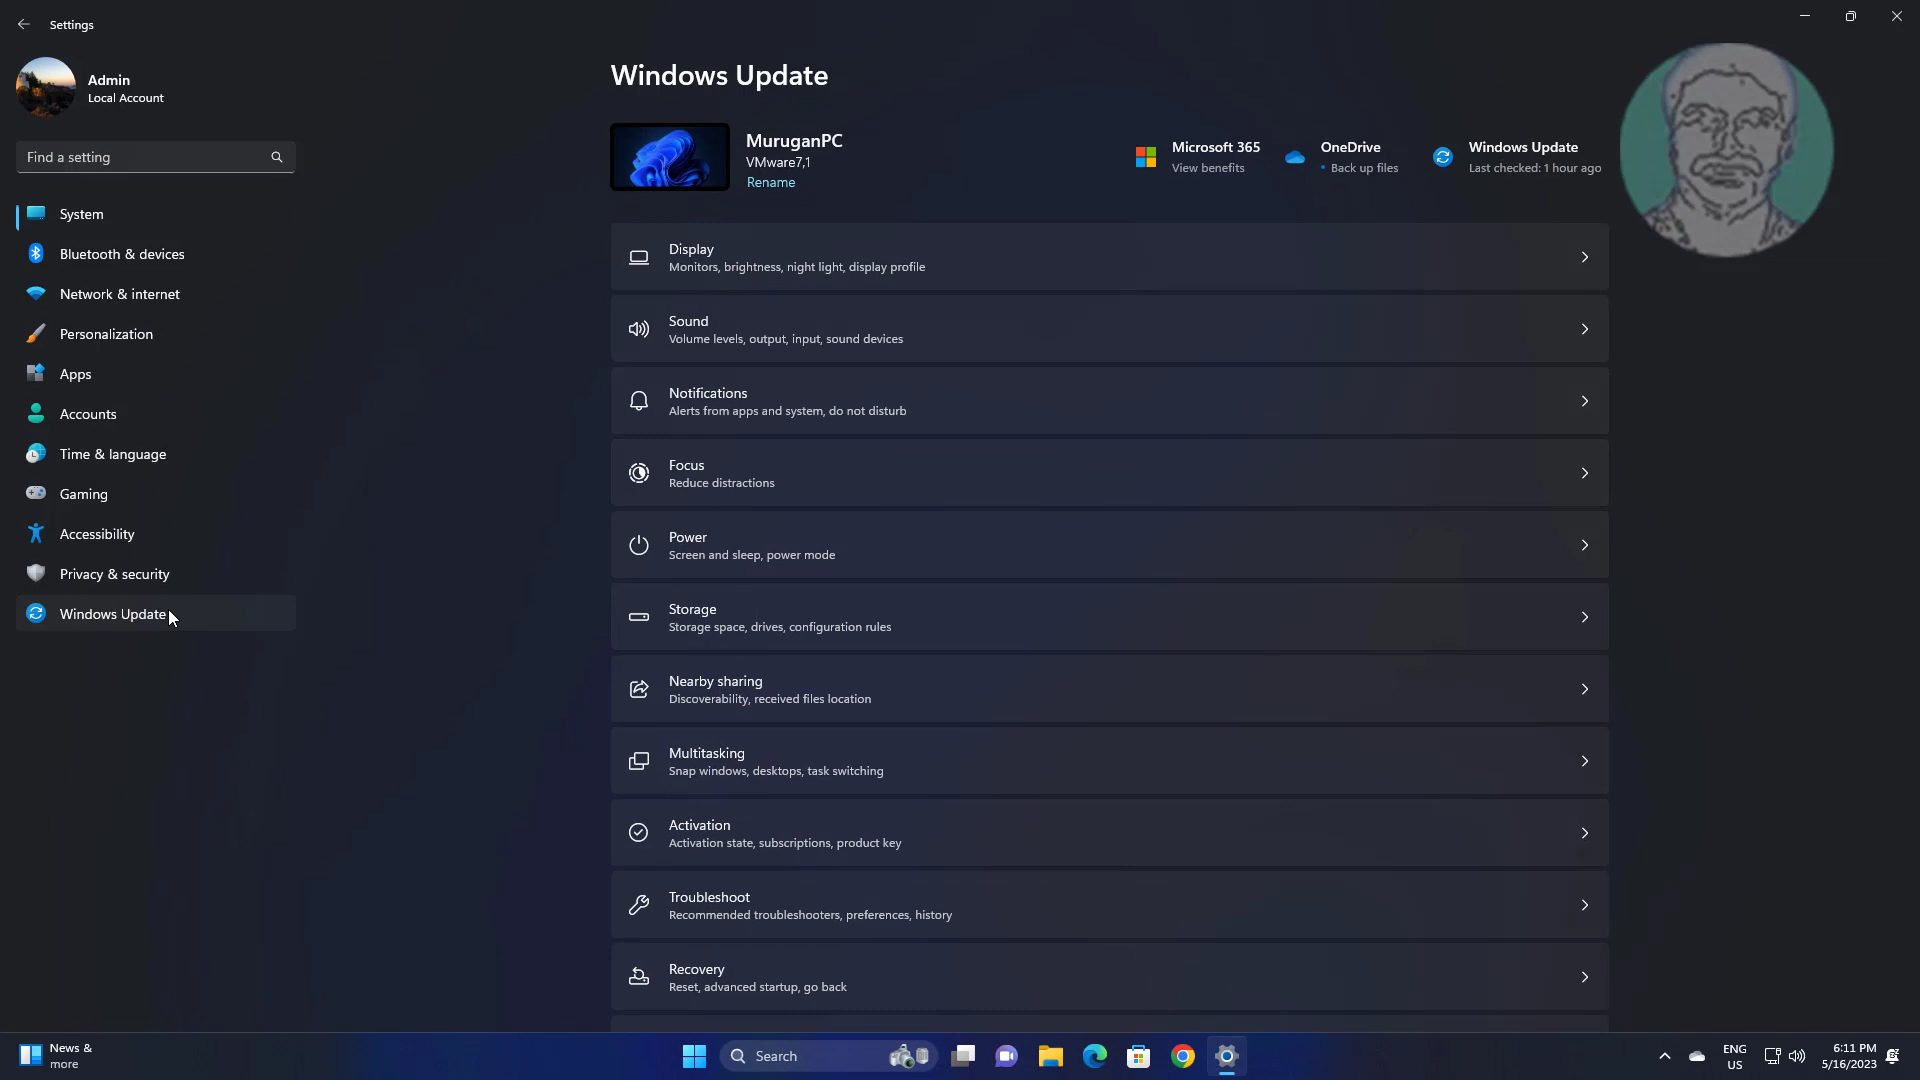 Settings
Admin
Local Account
Find a setting
System
Bluetooth & devices
Network & internet
Personalization
Apps
Accounts
Time & language
Gaming
Accessibility
Privacy & security
Windows Update
Windows Update
MuruganPC
VMware7,1
Rename
Microsoft 365
View benefits
OneDrive
• Back up files
Windows Update
Last checked: 1 hour ago
Display
Monitors, brightness, night light, display profile
Sound
Volume levels, output, input, sound devices
Notifications
Alerts from apps and system, do not disturb
Focus
Reduce distractions
Power
Screen and sleep, power mode
Storage
Storage space, drives, configuration rules
Nearby sharing
Discoverability, received files location
Multitasking
Snap windows, desktops, task switching
Activation
Activation state, subscriptions, product key
Troubleshoot
Recommended troubleshooters, preferences, history
Recovery
Reset, advanced startup, go back
News &
more
Search
ENG
US
6:11 PM
5/16/2023